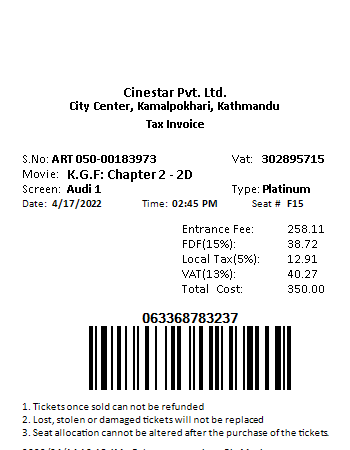 Cinestar Pvt. Ltd.
City Center, Kamalpokhari, Kathmandu
Tax Invoice
S.No: ART 050-00183973 Vat: 302895715
Movie: K.G.F: Chapter 2 - 2D
Screen: Audi 1 Type: Platinum
Date: 4/17/2022 Time: 02:45 PM Seat # F15
Entrance Fee: 258.11
FDF(15%): 38.72
Local Tax(5%): 12.91
VAT(13%): 40.27
Total Cost: 350.00
063368783237
1. Tickets once sold can not be refunded
2. Lost, stolen or damaged tickets will not be replaced
3. Seat allocation cannot be altered after the purchase of the tickets.